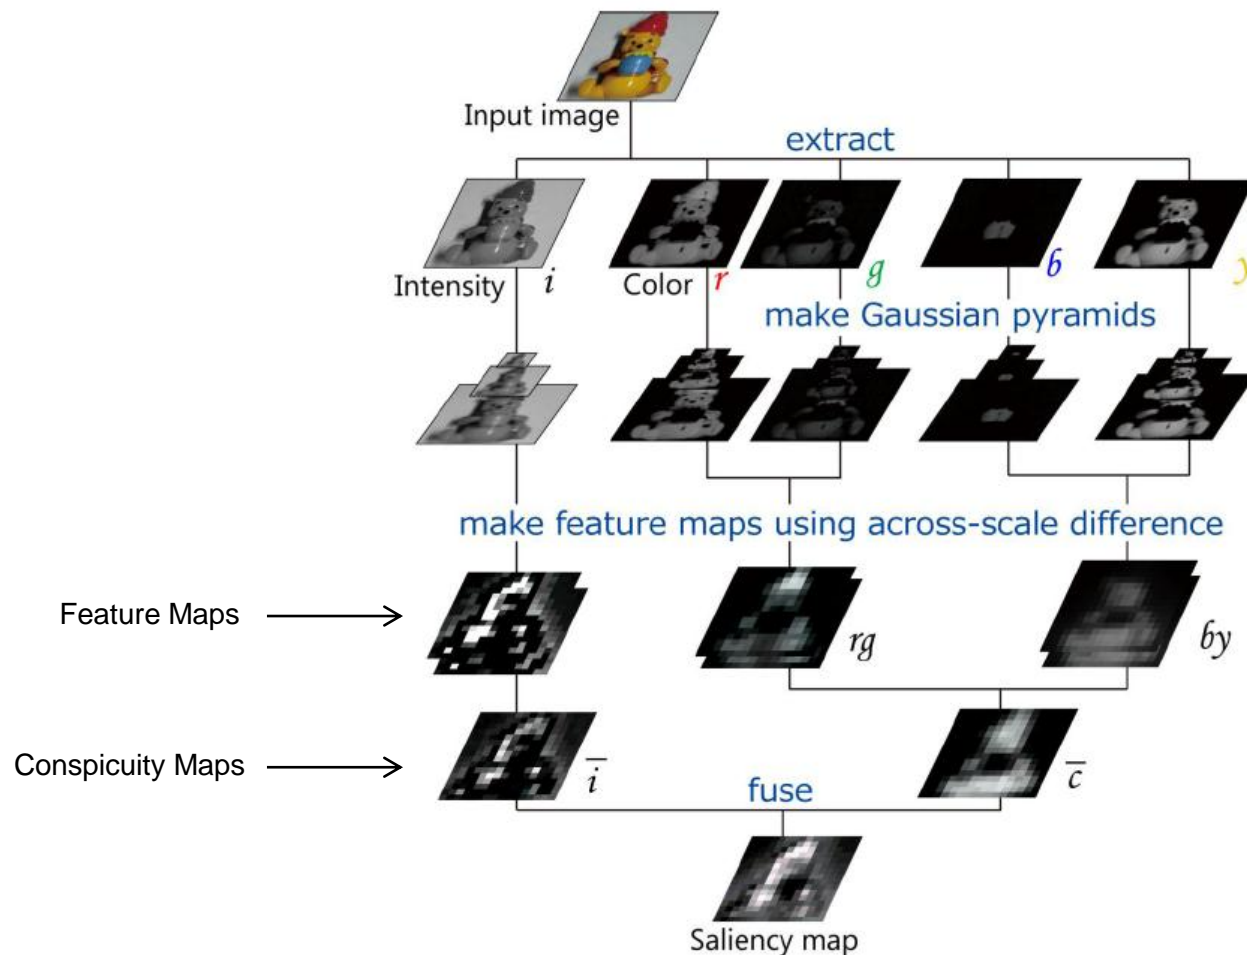 Input image
extract
Intensity
i
Color
r
g
b
y
make Gaussian pyramids
make feature maps using across-scale difference
Feature Maps
rg
by
Conspicuity Maps
i̅
c̅
fuse
Saliency map